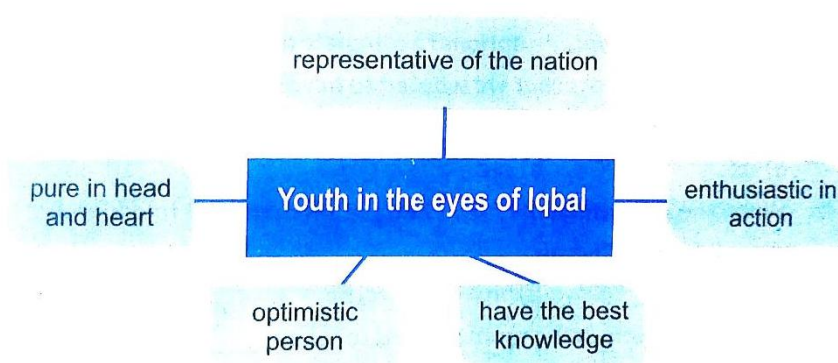 representative of the nation
pure in head
and heart
Youth in the eyes of Iqbal
enthusiastic in
action
optimistic
person
have the best
knowledge